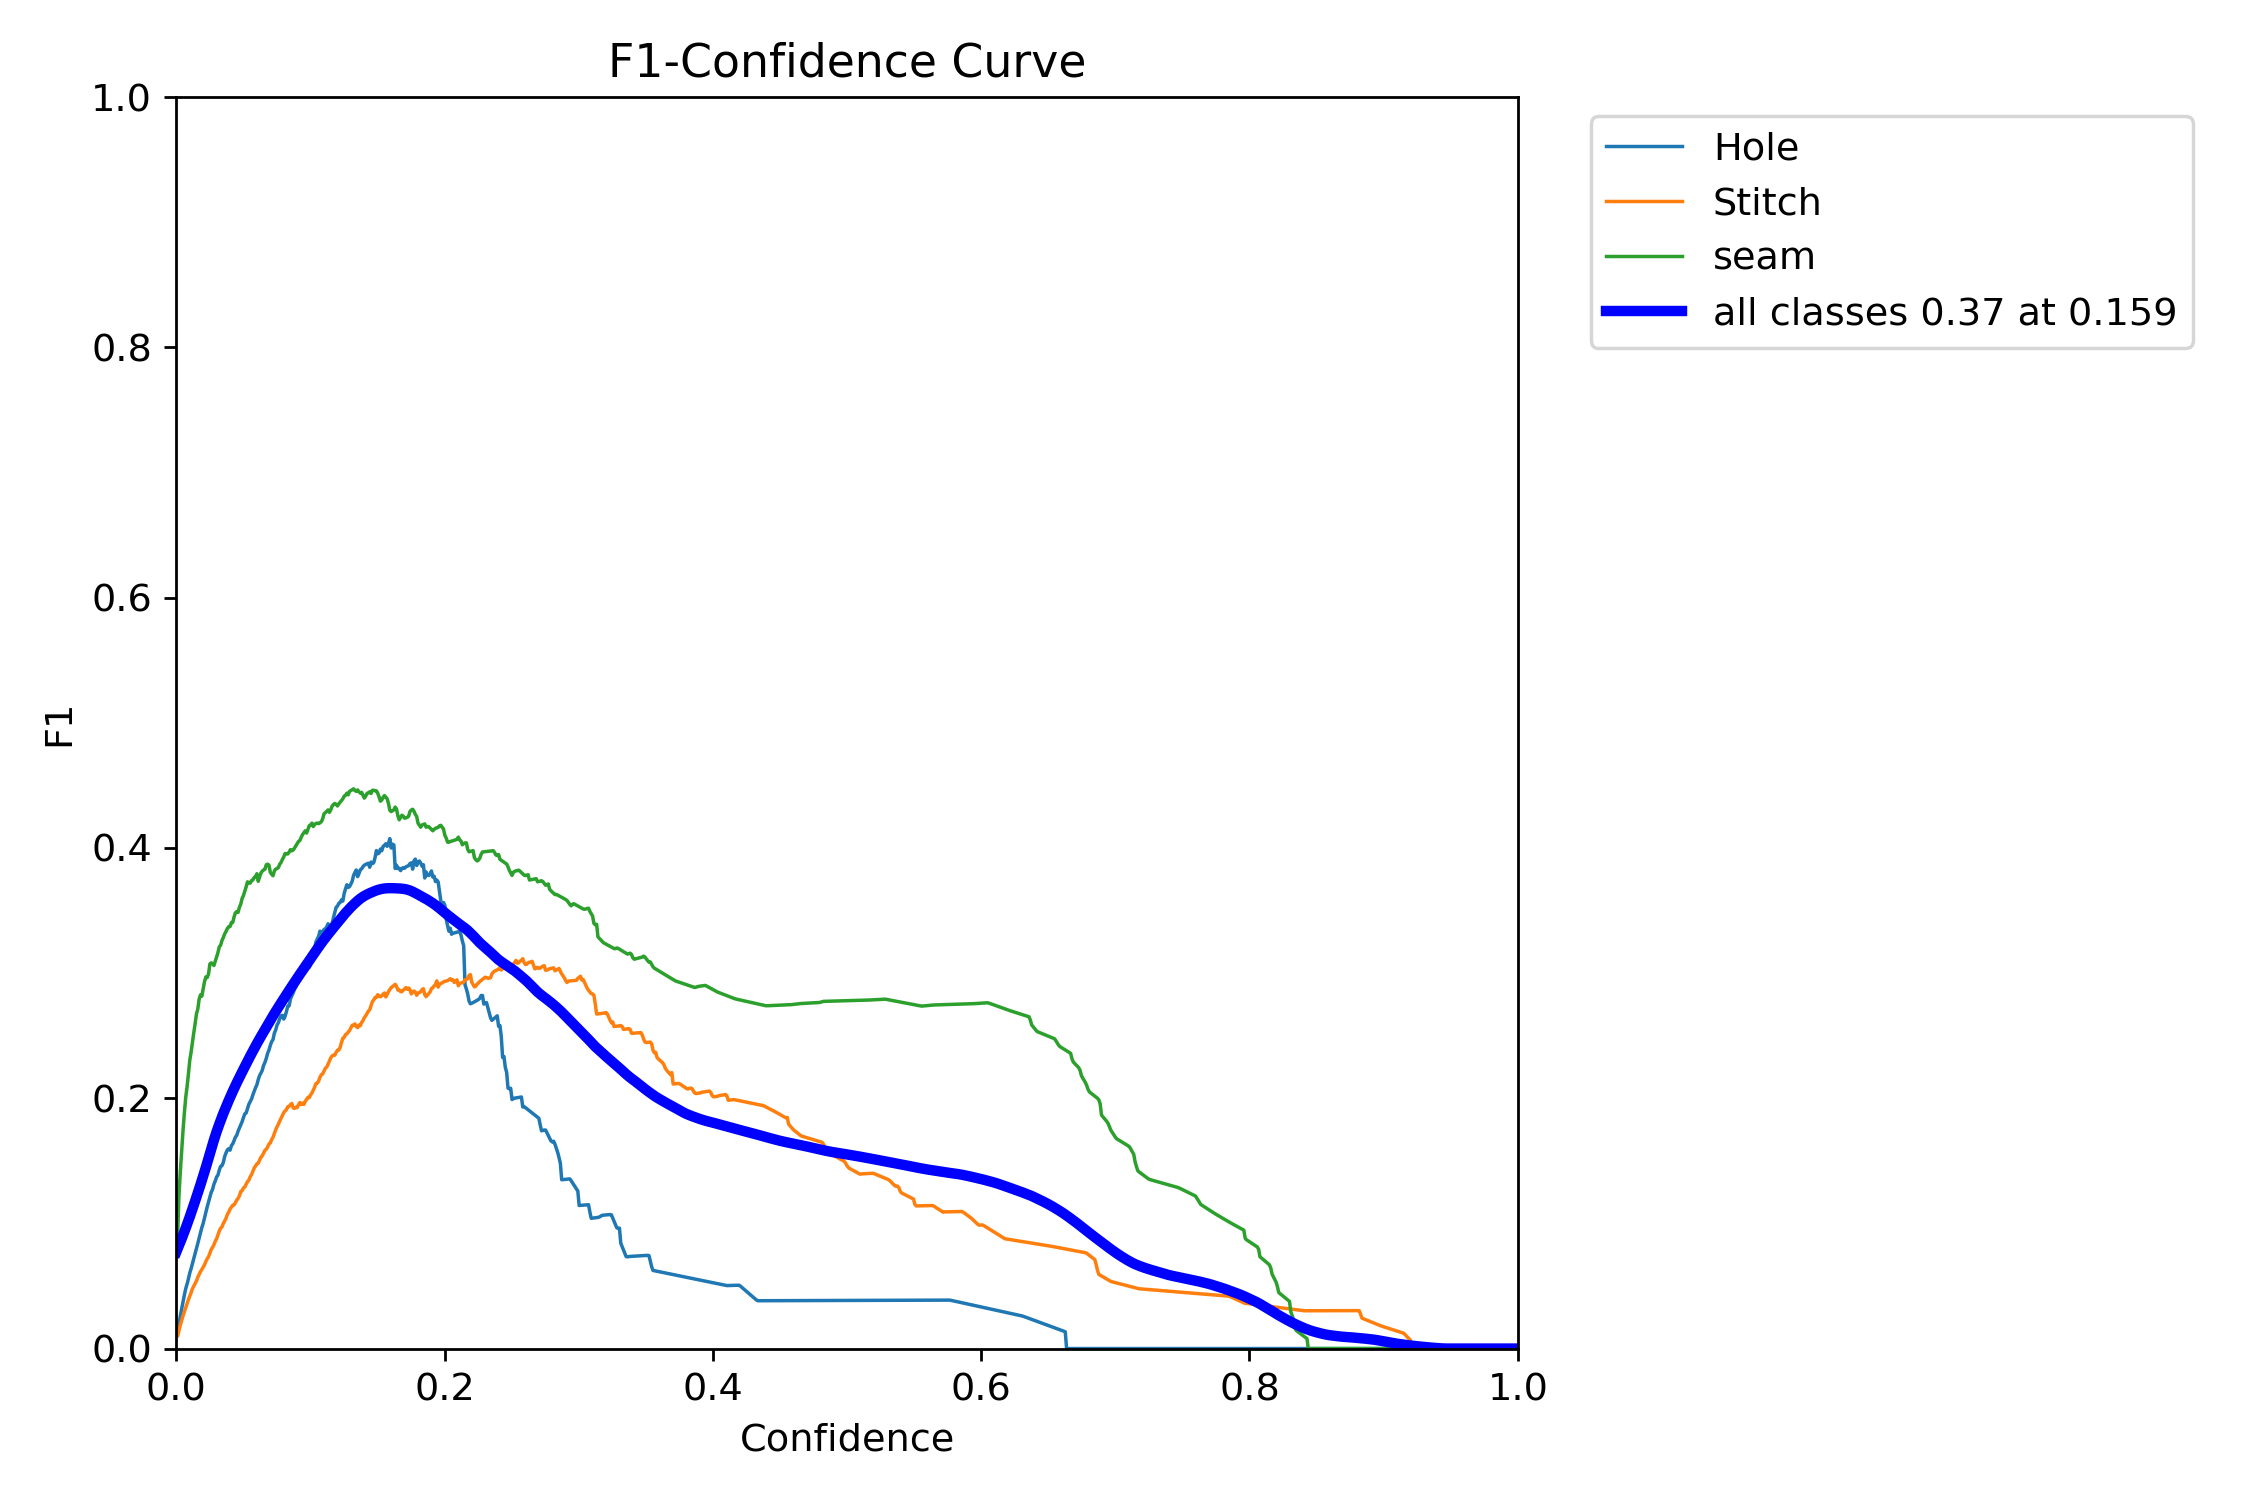 F1-Confidence Curve
1.0
0.8
0.6
0.4
0.2
0.0
F1
0.0 0.2 0.4 0.6 0.8 1.0
Confidence
Hole
Stitch
seam
all classes 0.37 at 0.159